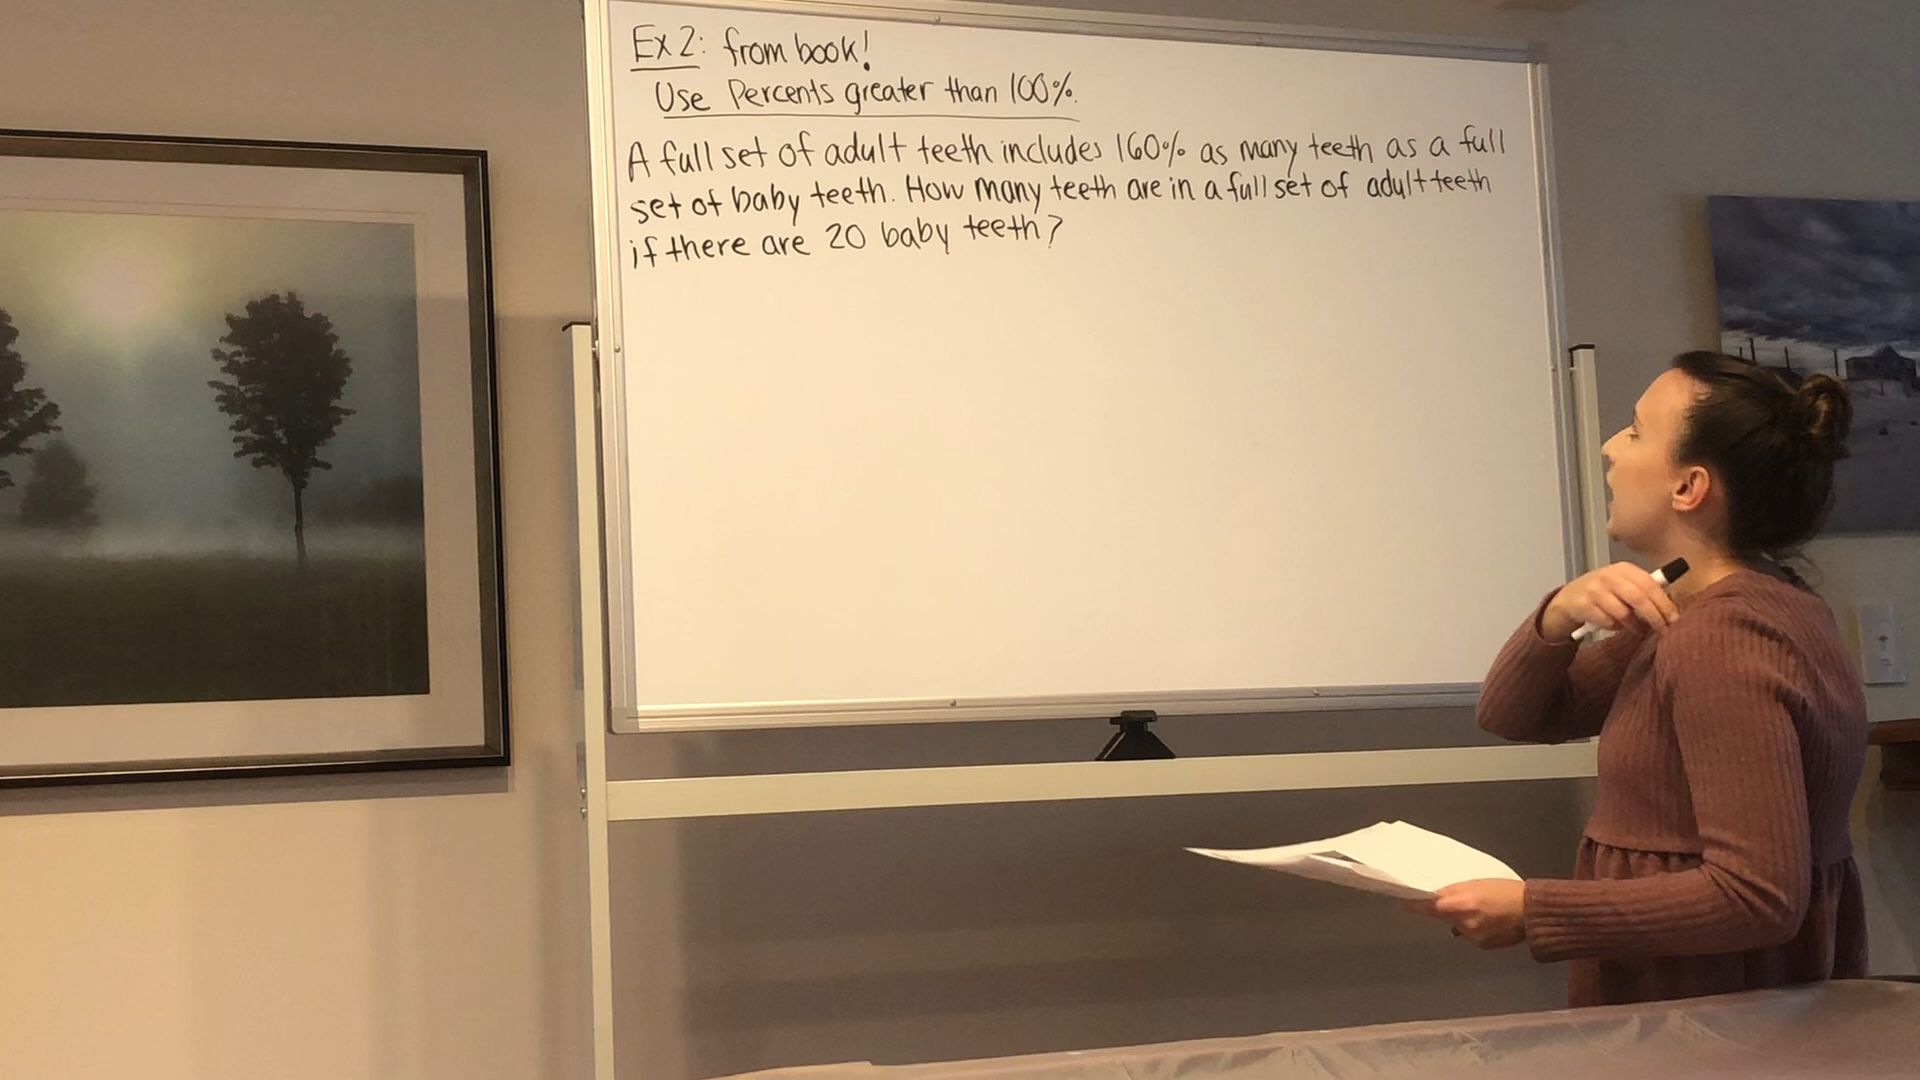 Ex 2: from book!
Use Percents greater than 100%.
A full set of adult teeth includes 160% as many teeth as a full
set of baby teeth. How many teeth are in a full set of adult teeth
if there are 20 baby teeth?